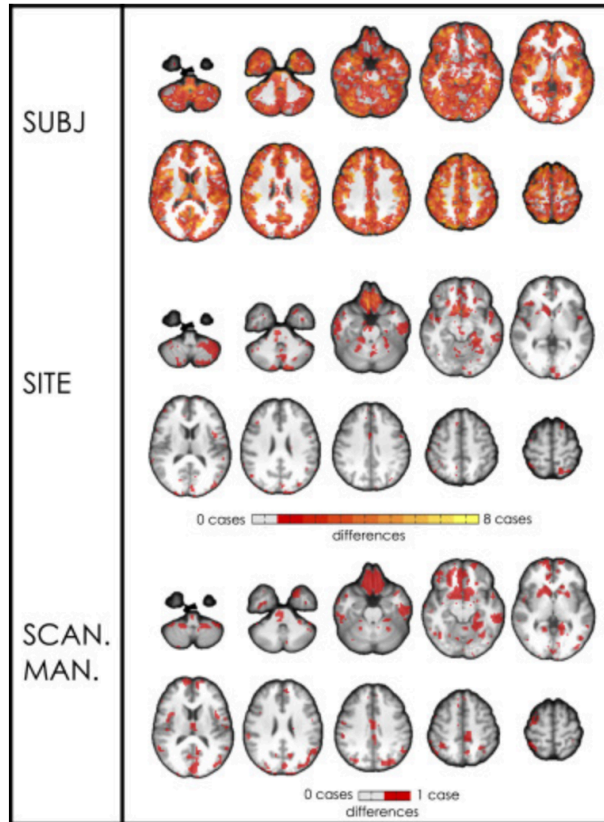 SUBJ
SITE
0 cases 8 cases
differences
SCAN.
MAN.
0 cases 1 case
differences